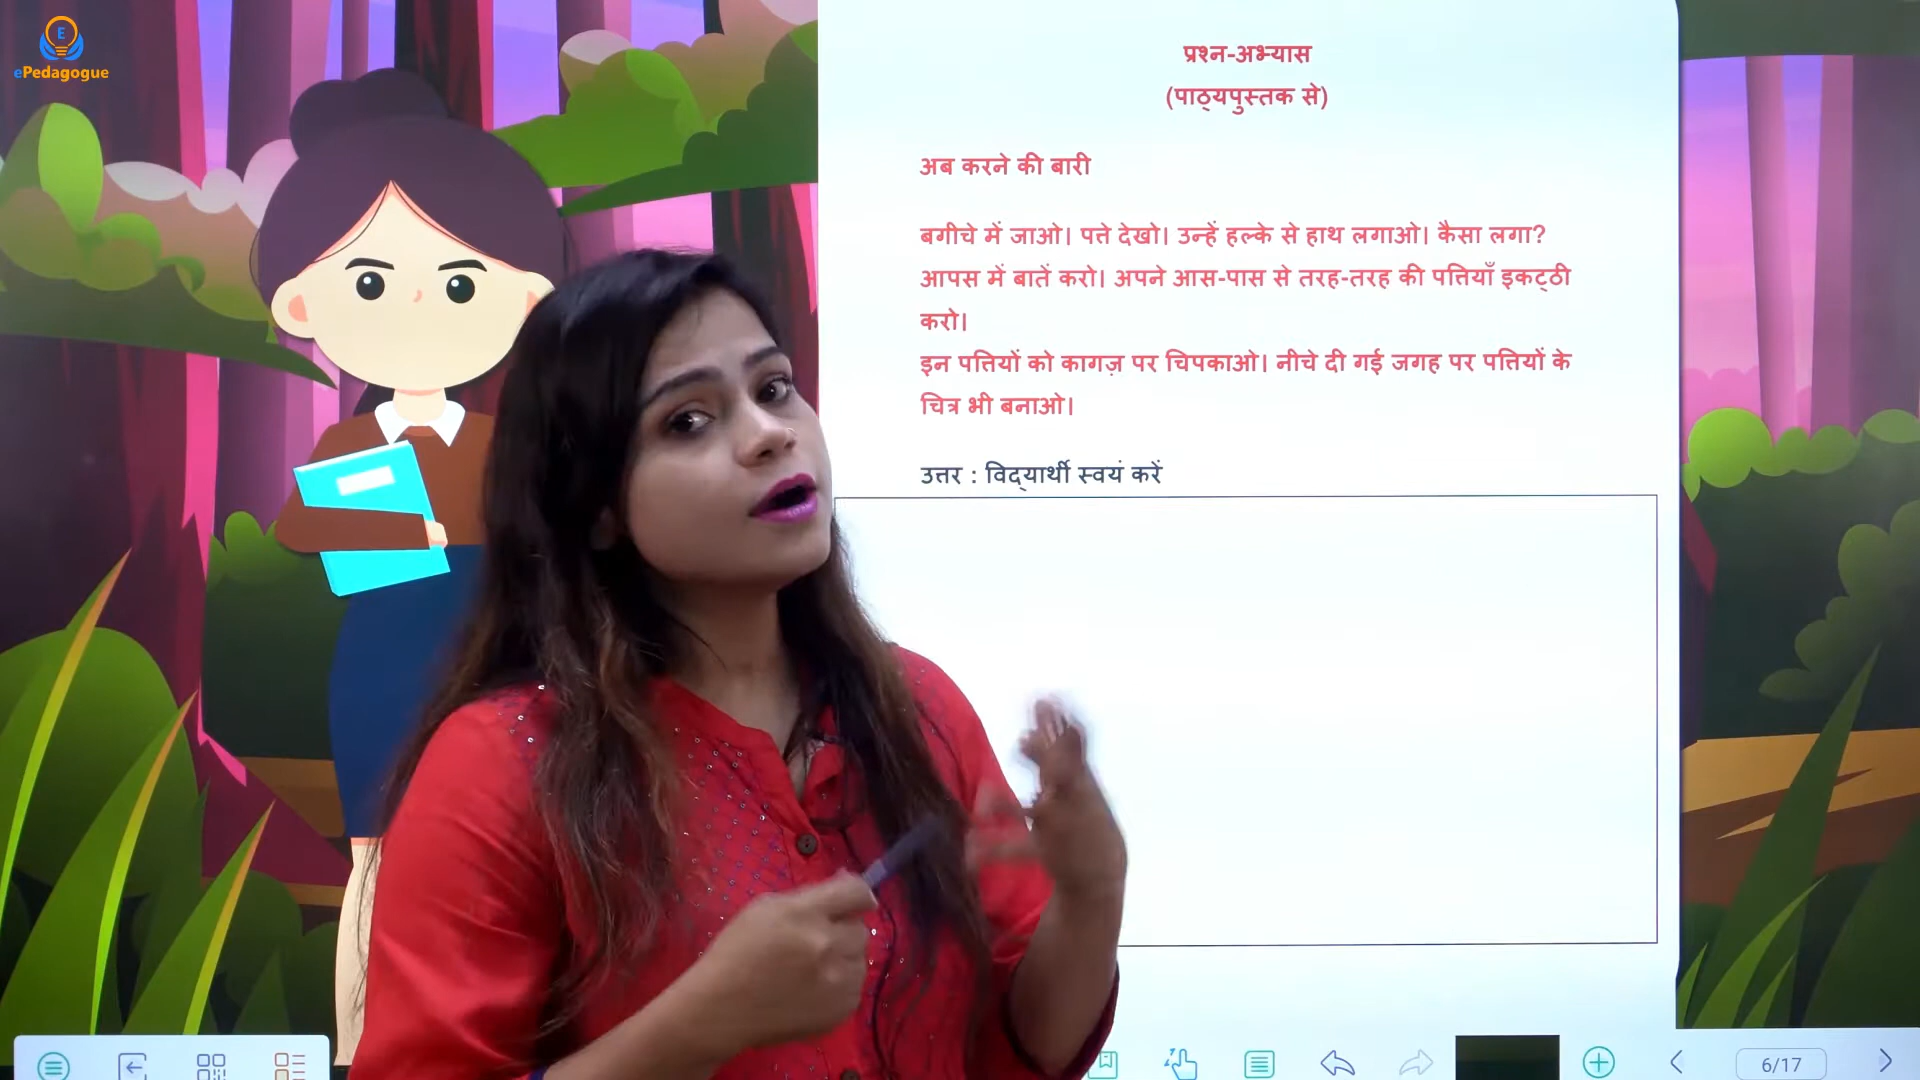 E
ePedagogue
प्रश्न-अभ्यास
(पाठ्यपुस्तक से)
अब करने की बारी
बगीचे में जाओ। पत्ते देखो। उन्हें हल्के से हाथ लगाओ। कैसा लगा?
आपस में बातें करो। अपने आस-पास से तरह-तरह की पत्तियाँ इकट्ठी
करो।
इन पत्तियों को कागज़ पर चिपकाओ। नीचे दी गई जगह पर पत्तियों के
चित्र भी बनाओ।
उत्तर : विद्यार्थी स्वयं करें
6/17